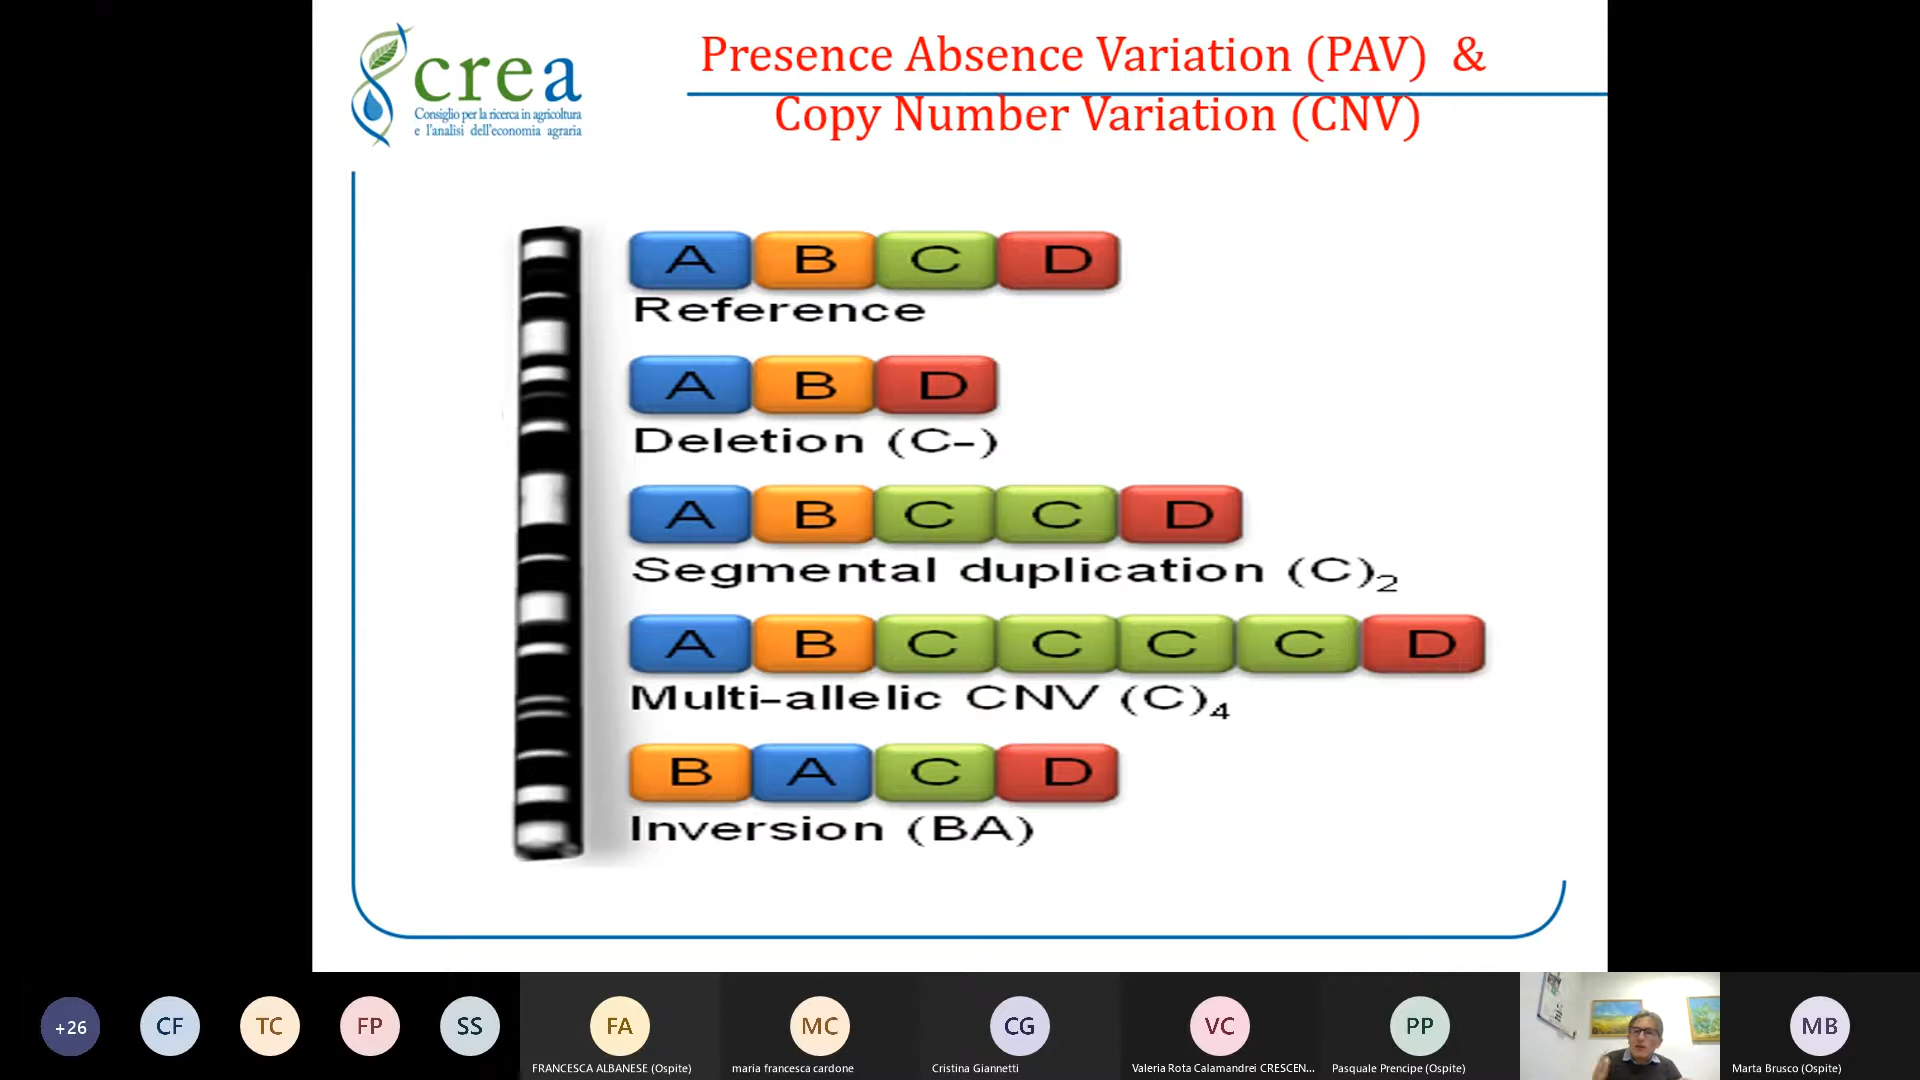 crea
Consiglio per la ricerca in agricoltura
e l'analisi dell'economia agraria
Presence Absence Variation (PAV) &
Copy Number Variation (CNV)
A B C D
Reference
A B D
Deletion (C-)
A B C C D
Segmental duplication (C)₂
A B C C C C D
Multi-allelic CNV (C)₄
B A C D
Inversion (BA)
+26 CF TC FP SS FA MC CG VC PP MB
FRANCESCA ALBANESE (Ospite) maria francesca cardone Cristina Giannetti Valeria Rota Calamandrei CRESCEN... Pasquale Prencipe (Ospite) Marta Brusco (Ospite)